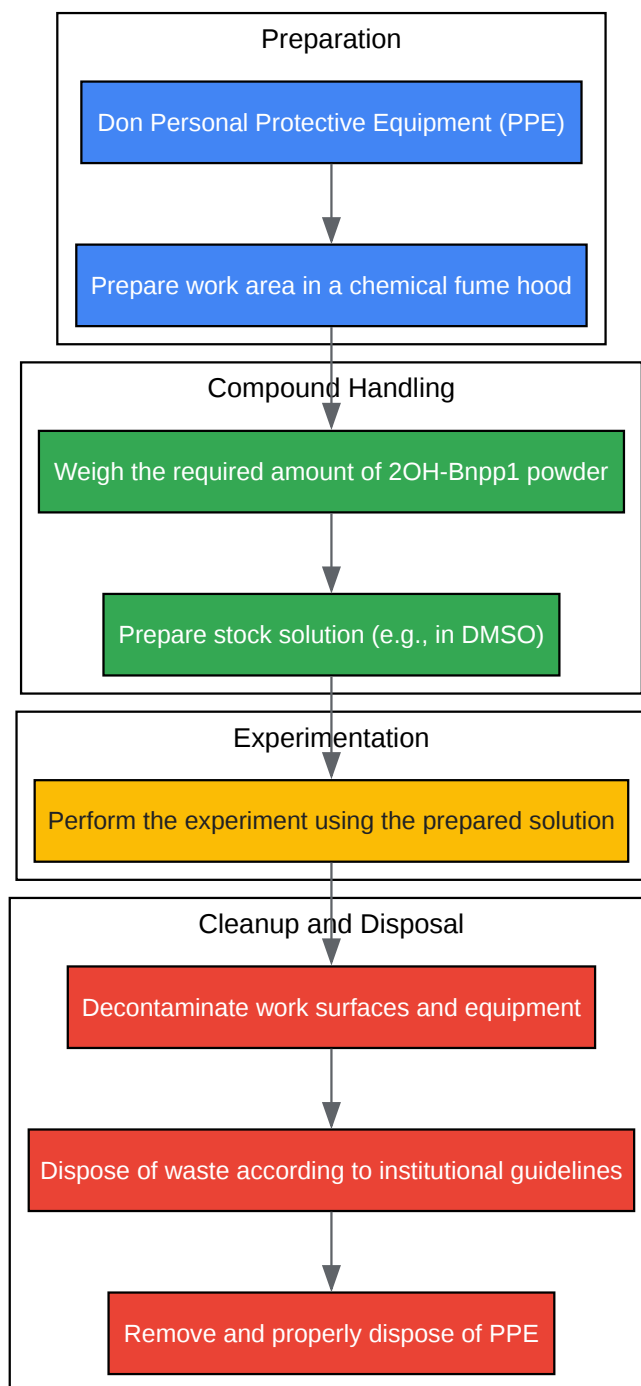 Preparation
Don Personal Protective Equipment (PPE)
Prepare work area in a chemical fume hood
Compound Handling
Weigh the required amount of 2OH-Bnpp1 powder
Prepare stock solution (e.g., in DMSO)
Experimentation
Perform the experiment using the prepared solution
Cleanup and Disposal
Decontaminate work surfaces and equipment
Dispose of waste according to institutional guidelines
Remove and properly dispose of PPE